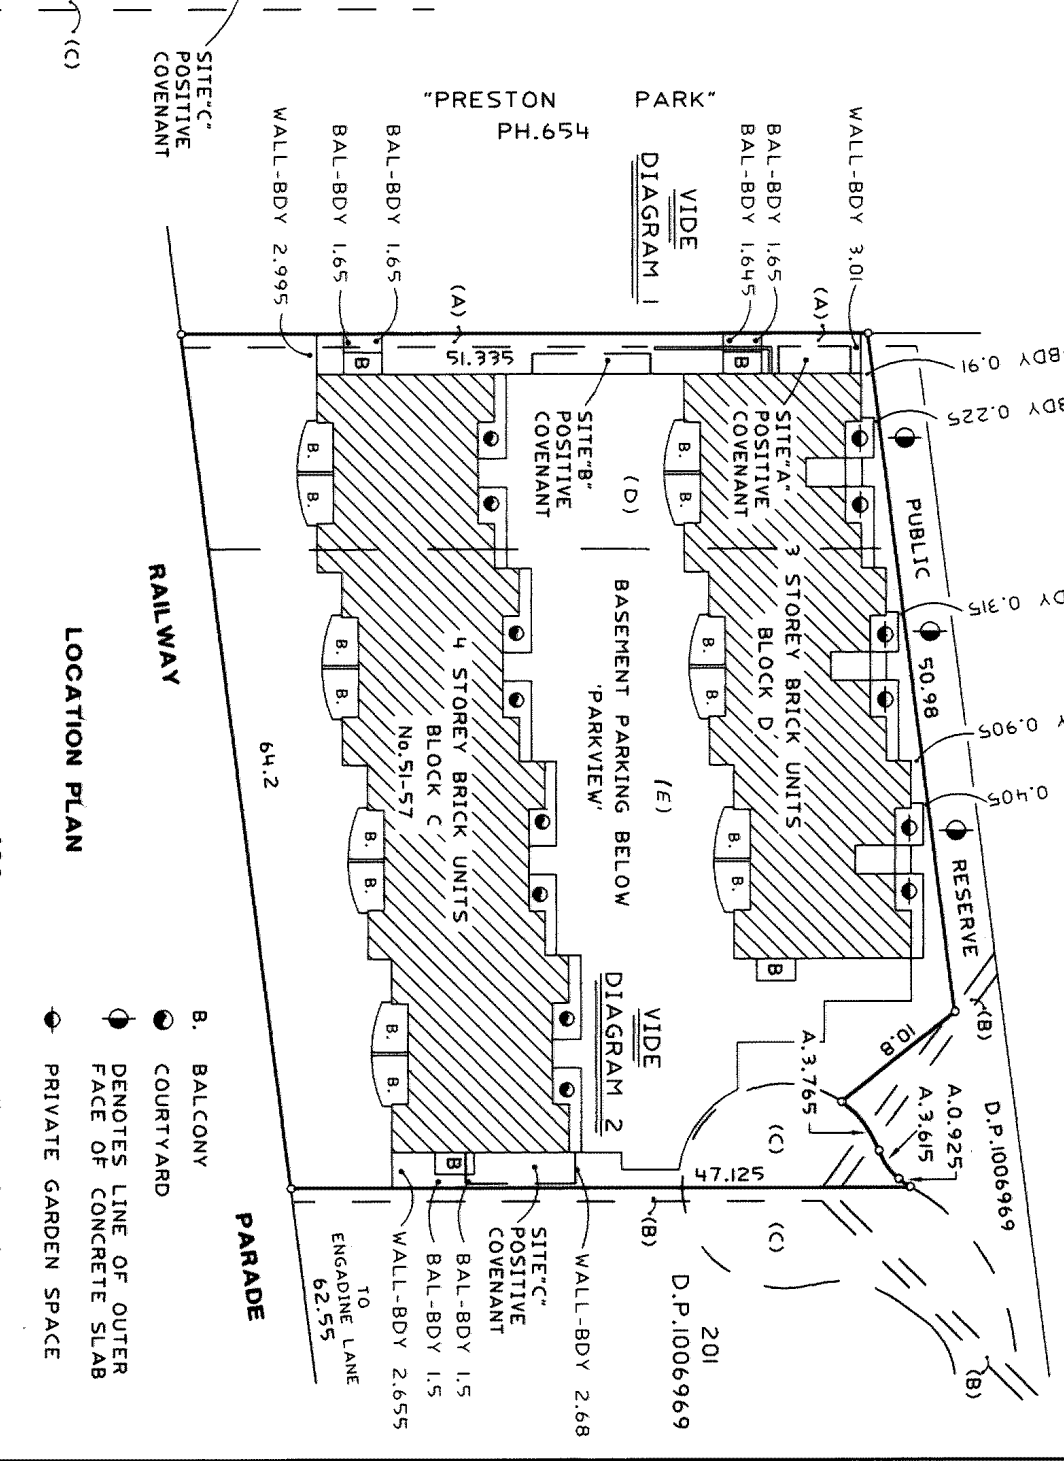 (C)
SITE"C"
POSITIVE
COVENANT
"PRESTON PARK"
PH.654
WALL-BDY 2.995
BAL-BDY 1.65
BAL-BDY 1.65
VIDE
DIAGRAM 1
BAL-BDY 1.645
BAL-BDY 1.65
WALL-BDY 3.01
(A)
(A)
51.335
B
B
BDY 0.91
BDY 0.225
BDY 0.315
0.905
0.405
SITE"B"
POSITIVE
COVENANT
SITE"A"
POSITIVE
COVENANT
(D)
PUBLIC
50.98
RESERVE
B.
B.
B.
B.
3 STOREY BRICK UNITS
BLOCK D
B.
B.
B.
B.
B.
B.
B
BASEMENT PARKING BELOW
'PARKVIEW'
(E)
4 STOREY BRICK UNITS
BLOCK C
No.51-57
B.
B.
B.
B.
B
VIDE
DIAGRAM 2
RAILWAY
PARADE
64.2
10.8
(B)
A.3.765
A.3.615
A.0.925
D.P.1006969
(C)
(C)
47.125
(B)
(B)
201
D.P.1006969
WALL-BDY 2.68
SITE"C"
POSITIVE
COVENANT
BAL-BDY 1.5
BAL-BDY 1.5
WALL-BDY 2.655
TO
ENGADINE LANE
62.55
LOCATION PLAN
B. BALCONY
COURTYARD
DENOTES LINE OF OUTER
FACE OF CONCRETE SLAB
PRIVATE GARDEN SPACE